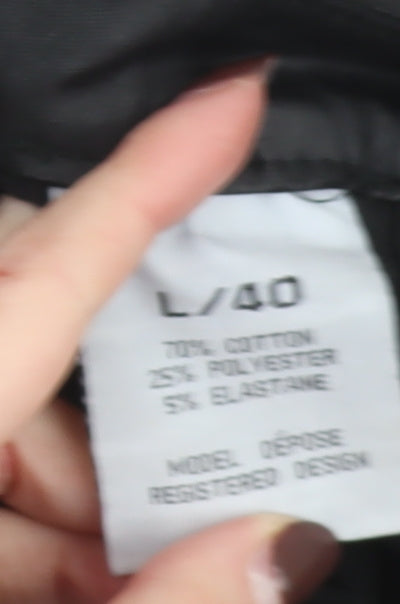 L/40
70% COTTON
25% POLYESTER
5% ELASTANE
MODEL DÉPOSE
REGISTERED DESIGN